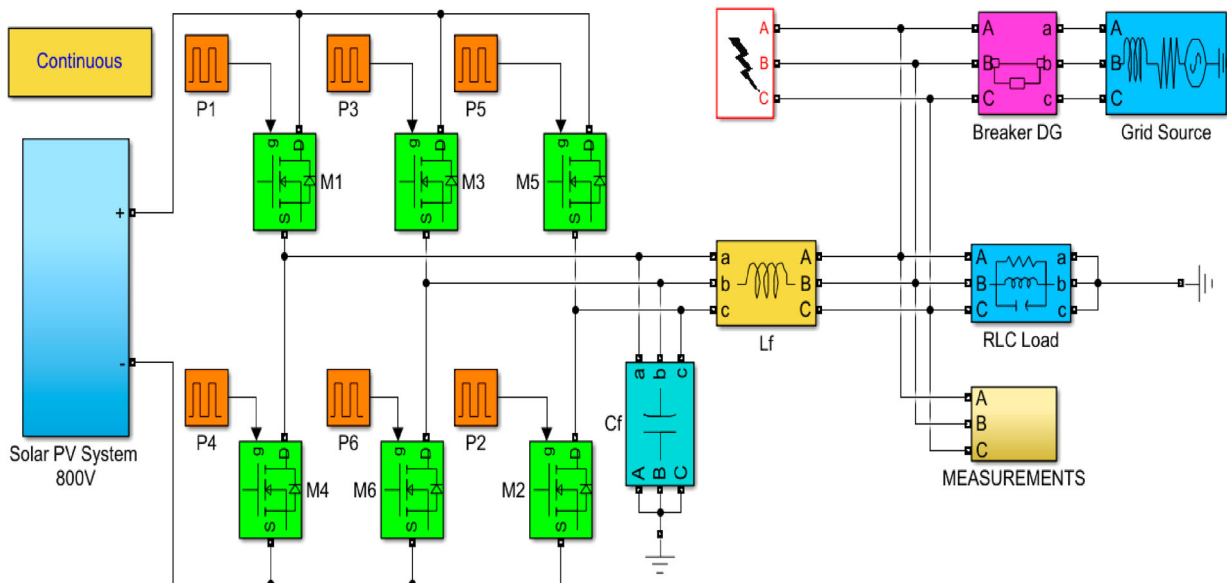 Continuous
P1
P3
P5
g
D
S
M1
g
D
S
M3
g
D
S
M5
A
B
C
A
B
C
a
b
c
Breaker DG
A
B
C
Grid Source
+
-
Solar PV System
800V
a
b
c
A
B
C
Lf
A
B
C
a
b
c
RLC Load
P4
P6
P2
g
D
S
M4
g
D
S
M6
g
D
S
M2
a
b
c
Cf
A
B
C
A
B
C
MEASUREMENTS